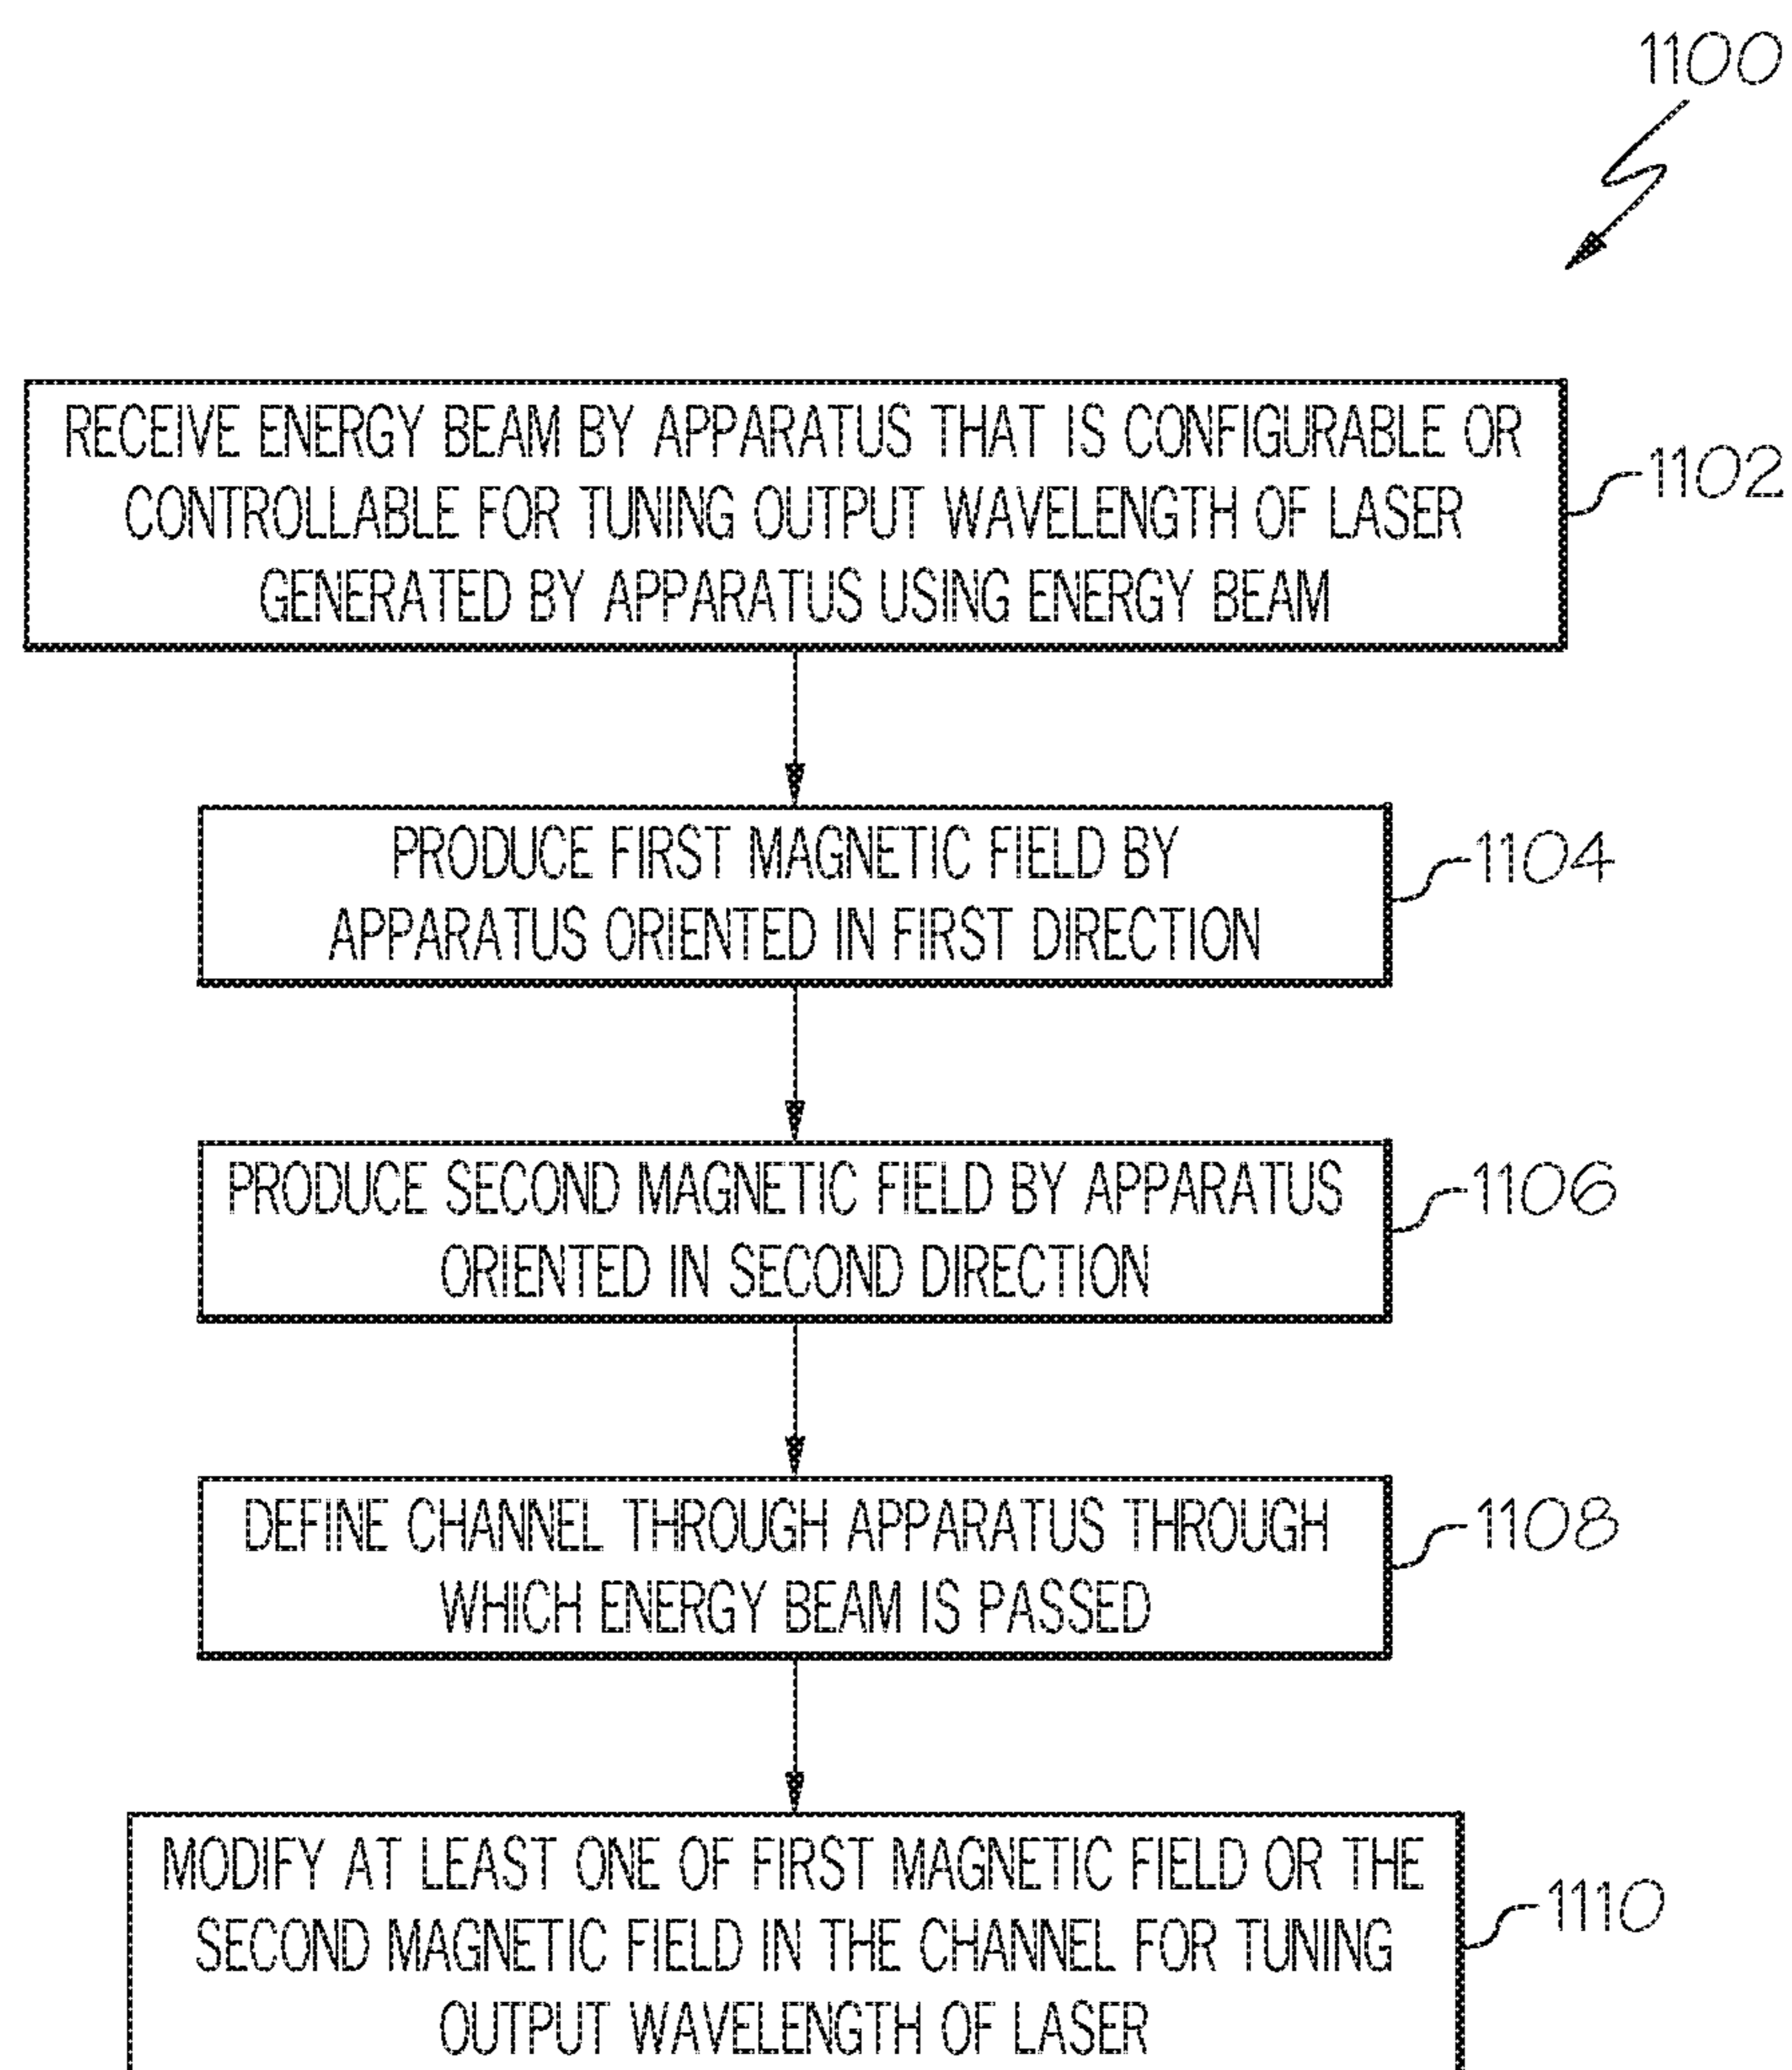 1100
RECEIVE ENERGY BEAM BY APPARATUS THAT IS CONFIGURABLE OR
CONTROLLABLE FOR TUNING OUTPUT WAVELENGTH OF LASER
GENERATED BY APPARATUS USING ENERGY BEAM
1102
PRODUCE FIRST MAGNETIC FIELD BY
APPARATUS ORIENTED IN FIRST DIRECTION
1104
PRODUCE SECOND MAGNETIC FIELD BY APPARATUS
ORIENTED IN SECOND DIRECTION
1106
DEFINE CHANNEL THROUGH APPARATUS THROUGH
WHICH ENERGY BEAM IS PASSED
1108
MODIFY AT LEAST ONE OF FIRST MAGNETIC FIELD OR THE
SECOND MAGNETIC FIELD IN THE CHANNEL FOR TUNING
OUTPUT WAVELENGTH OF LASER
1110